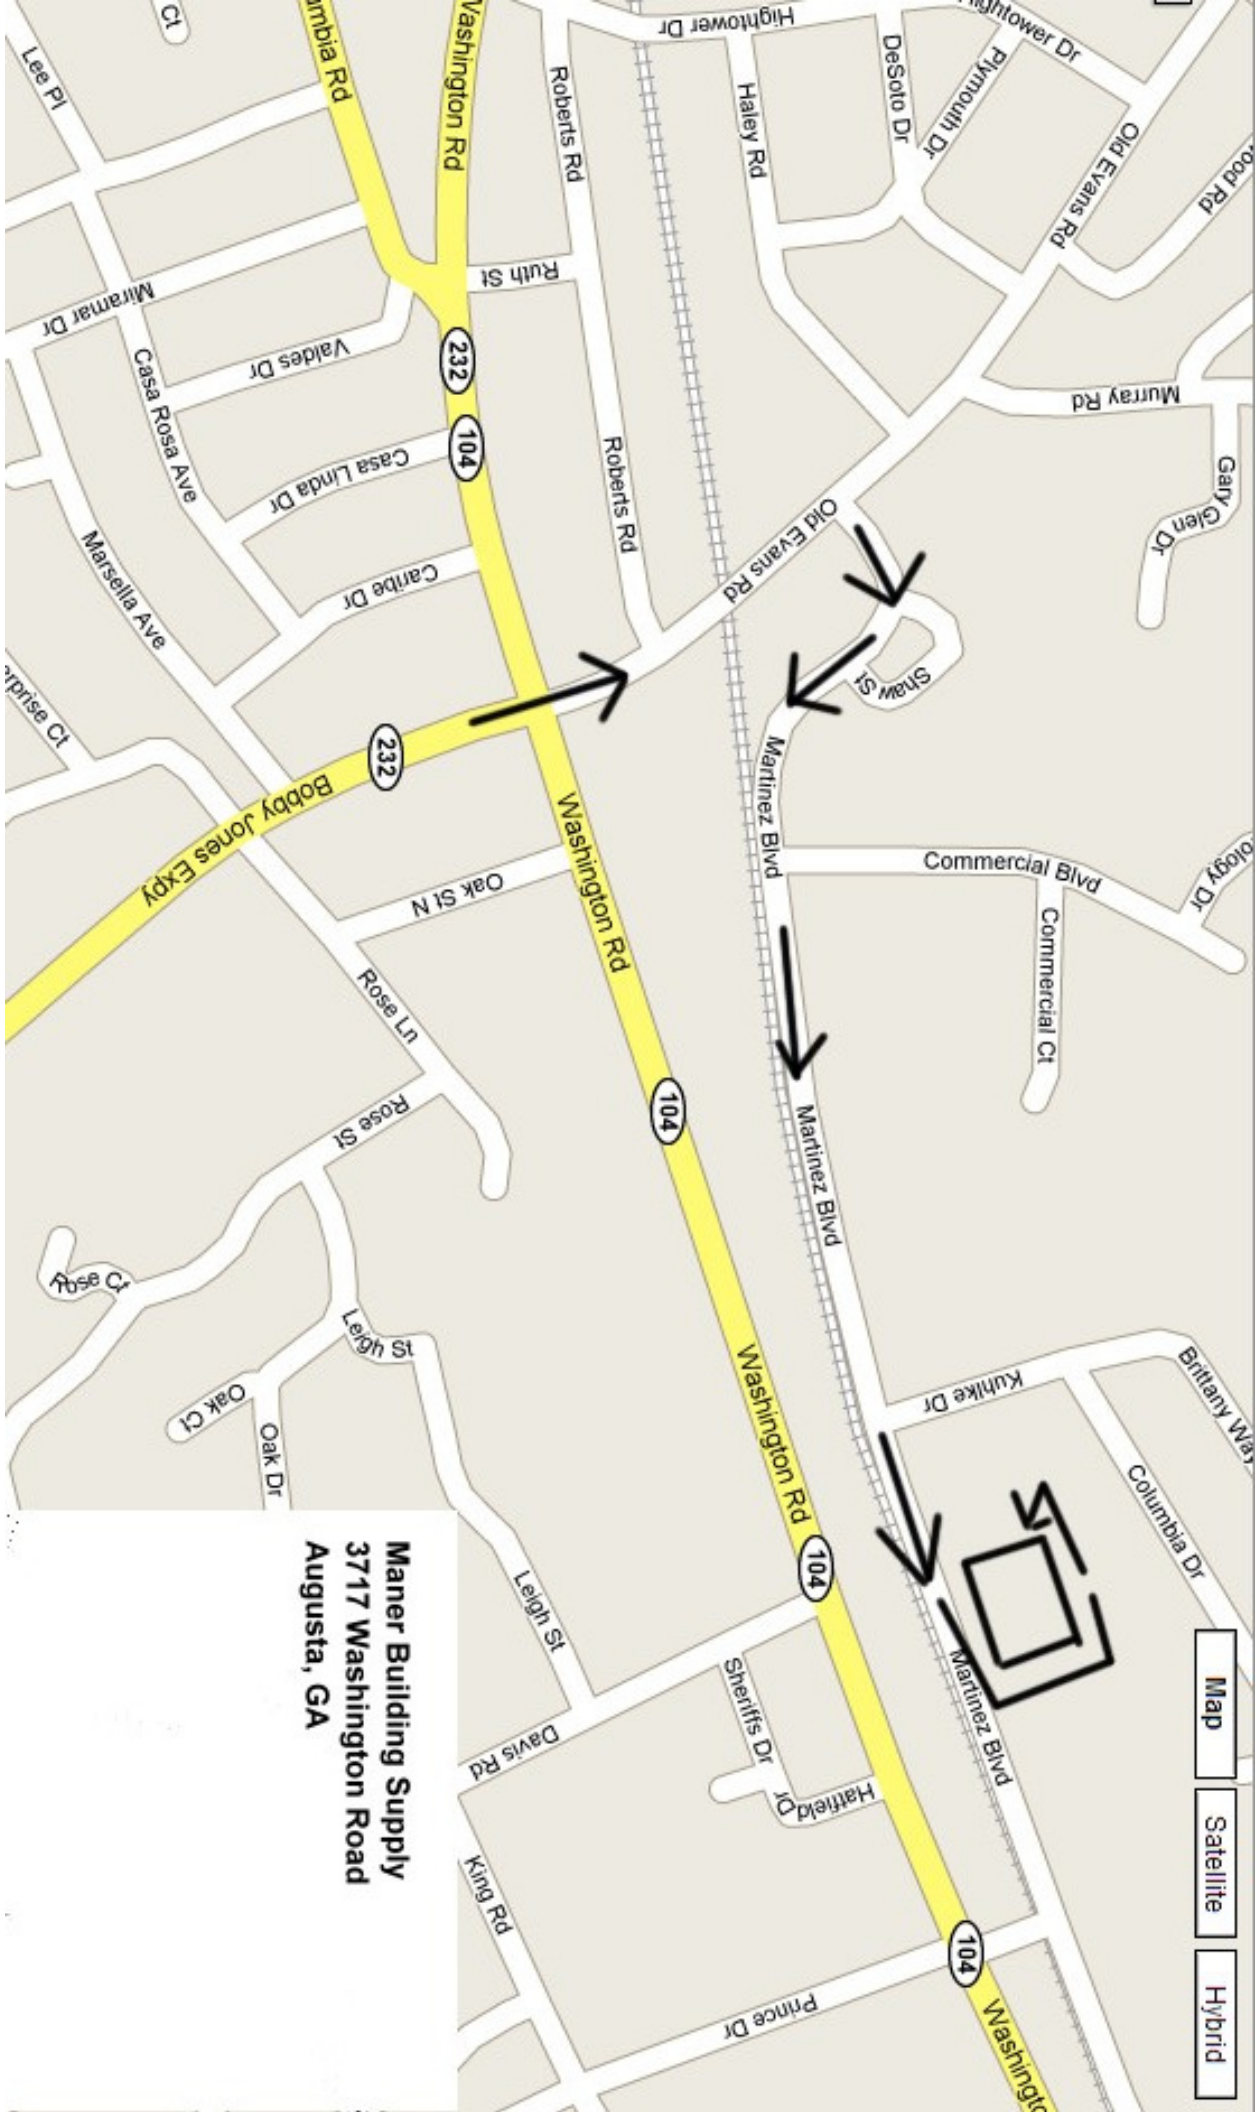 Map
Satellite
Hybrid
Hightower Dr
Hightower Dr
Plymouth Dr
DeSoto Dr
Haley Rd
Old Evans Rd
Murray Rd
Gary Glen Dr
Roberts Rd
Roberts Rd
Ruth St
Washington Rd
Lee Pl
Ct
Miramar Dr
Valdes Dr
Casa Rosa Ave
Casa Linda Dr
Caribe Dr
Marsella Ave
232
104
Old Evans Rd
Shaw St
232
Bobby Jones Expy
Martinez Blvd
Commercial Blvd
Commercial Ct
Washington Rd
Oak St N
Rose Ln
104
Martinez Blvd
Rose St
Rose Ct
Leigh St
Oak Ct
Oak Dr
Washington Rd
Kuhlke Dr
Brittany Way
Columbia Dr
104
Leigh St
Davis Rd
Sheriffs Dr
Hatfield Dr
Martinez Blvd
King Rd
Prince Dr
104
Maner Building Supply
3717 Washington Road
Augusta, GA